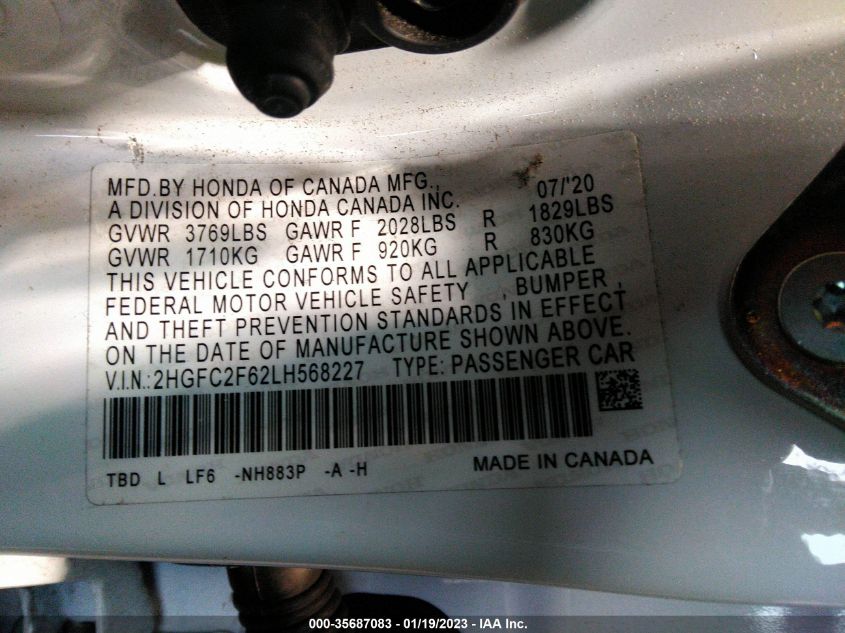 MFD.BY HONDA OF CANADA MFG., 07/'20
A DIVISION OF HONDA CANADA INC.
GVWR 3769LBS GAWR F 2028LBS R 1829LBS
GVWR 1710KG GAWR F 920KG R 830KG
THIS VEHICLE CONFORMS TO ALL APPLICABLE
FEDERAL MOTOR VEHICLE SAFETY , BUMPER ,
AND THEFT PREVENTION STANDARDS IN EFFECT
ON THE DATE OF MANUFACTURE SHOWN ABOVE.
V.I.N.:2HGFC2F62LH568227 TYPE: PASSENGER CAR
TBD L LF6 -NH883P -A -H MADE IN CANADA
000-35687083 - 01/19/2023 - © IAA Inc.